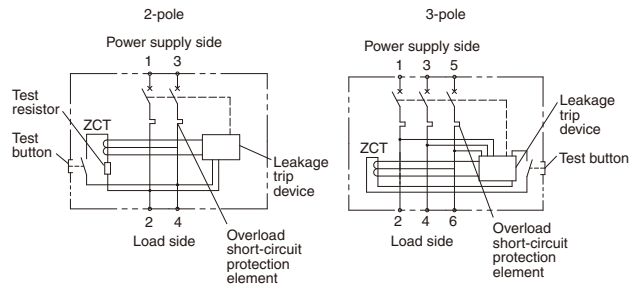 2-pole
Power supply side
1 3
Test
resistor
ZCT
Test
button
Leakage
trip
device
2 4
Load side
Overload
short-circuit
protection
element
3-pole
Power supply side
1 3 5
Leakage
trip
device
ZCT
Test button
2 4 6
Load side
Overload
short-circuit
protection
element